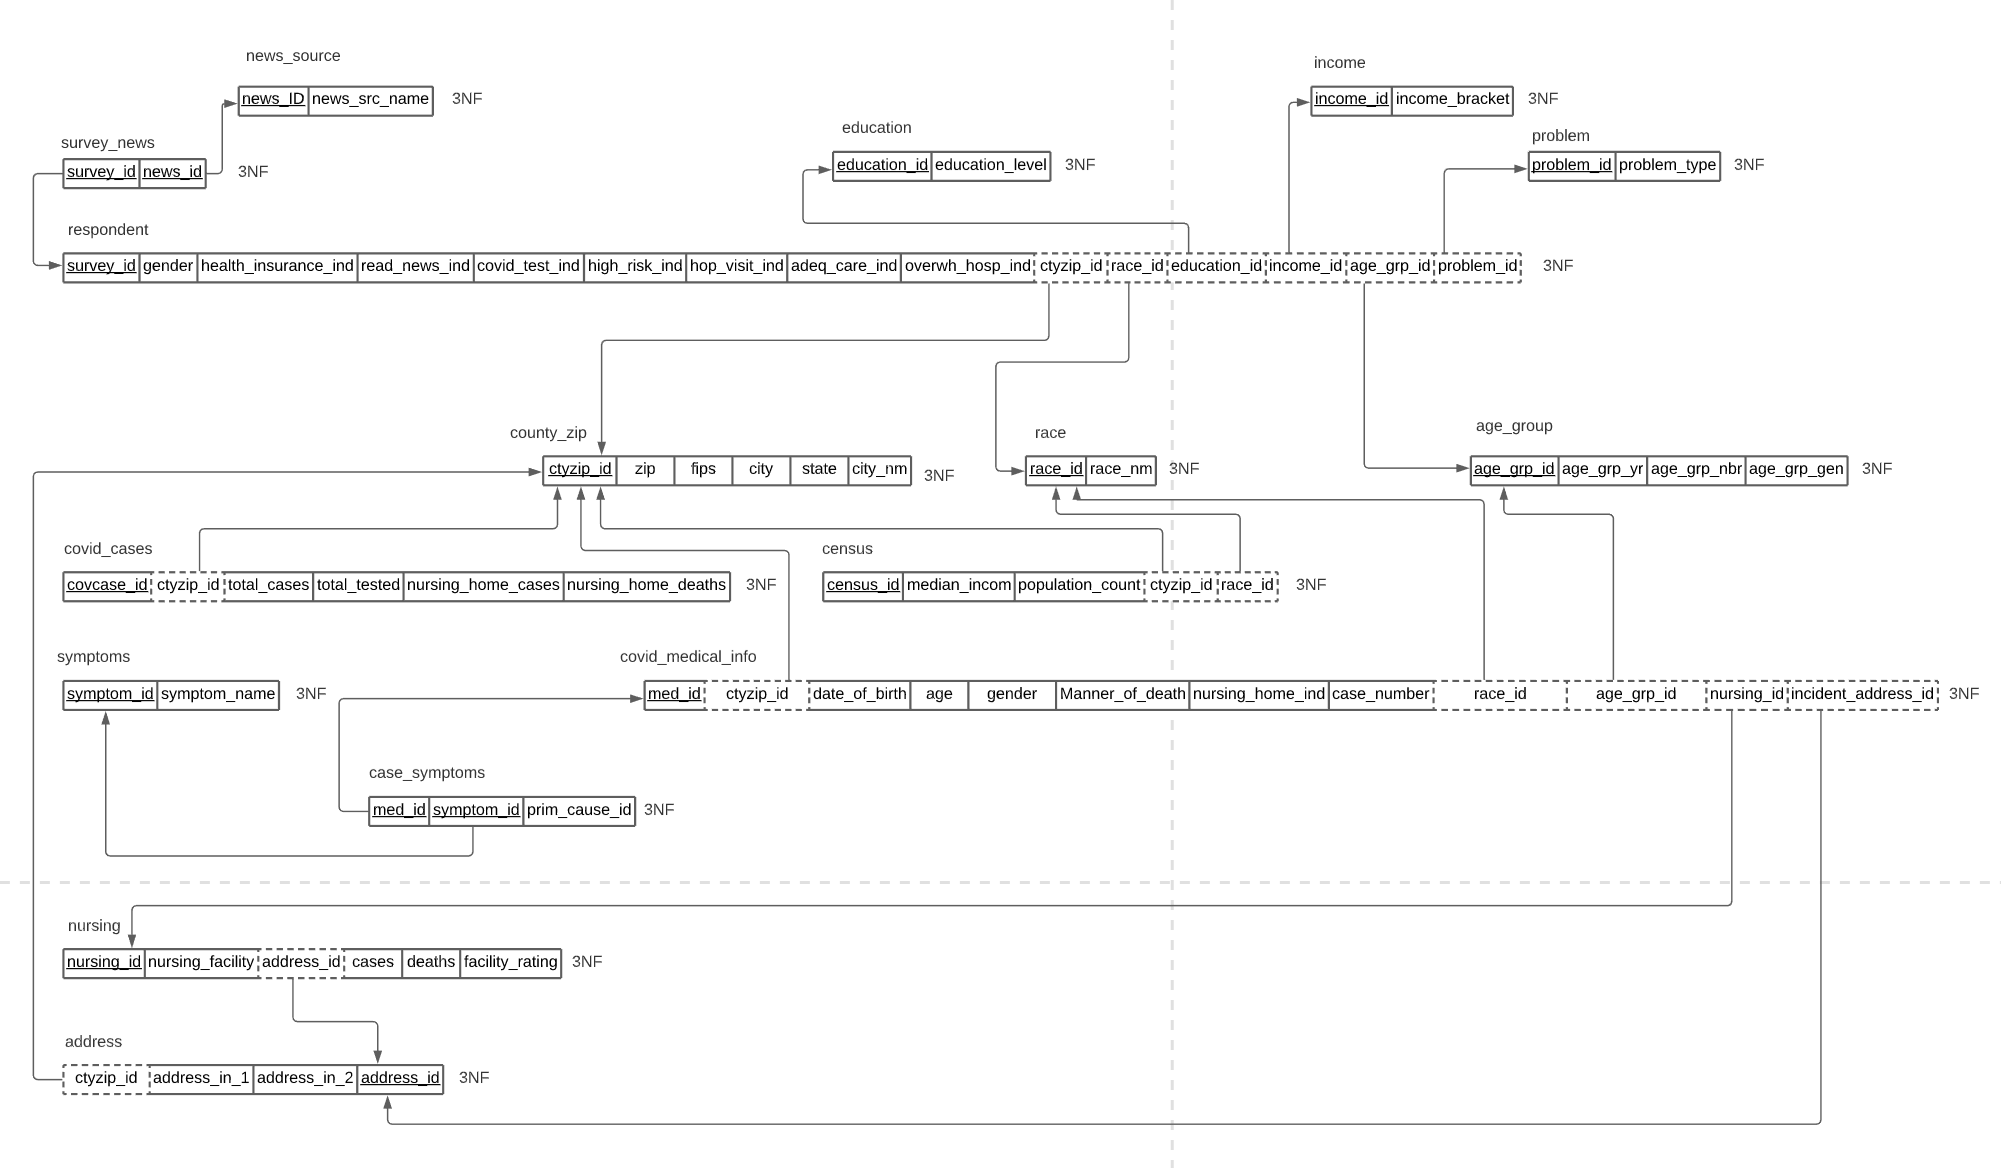 news_source
income
news_ID news_src_name 3NF
income_id income_bracket 3NF
education
problem
survey_news
survey_id news_id 3NF
education_id education_level 3NF
problem_id problem_type 3NF
respondent
survey_id gender health_insurance_ind read_news_ind covid_test_ind high_risk_ind hop_visit_ind adeq_care_ind overwh_hosp_ind ctyzip_id race_id education_id income_id age_grp_id problem_id 3NF
county_zip
race
age_group
ctyzip_id zip fips city state city_nm 3NF
race_id race_nm 3NF
age_grp_id age_grp_yr age_grp_nbr age_grp_gen 3NF
covid_cases
census
covcase_id ctyzip_id total_cases total_tested nursing_home_cases nursing_home_deaths 3NF
census_id median_incom population_count ctyzip_id race_id 3NF
symptoms
covid_medical_info
symptom_id symptom_name 3NF
med_id ctyzip_id date_of_birth age gender Manner_of_death nursing_home_ind case_number race_id age_grp_id nursing_id incident_address_id 3NF
case_symptoms
med_id symptom_id prim_cause_id 3NF
nursing
nursing_id nursing_facility address_id cases deaths facility_rating 3NF
address
ctyzip_id address_in_1 address_in_2 address_id 3NF